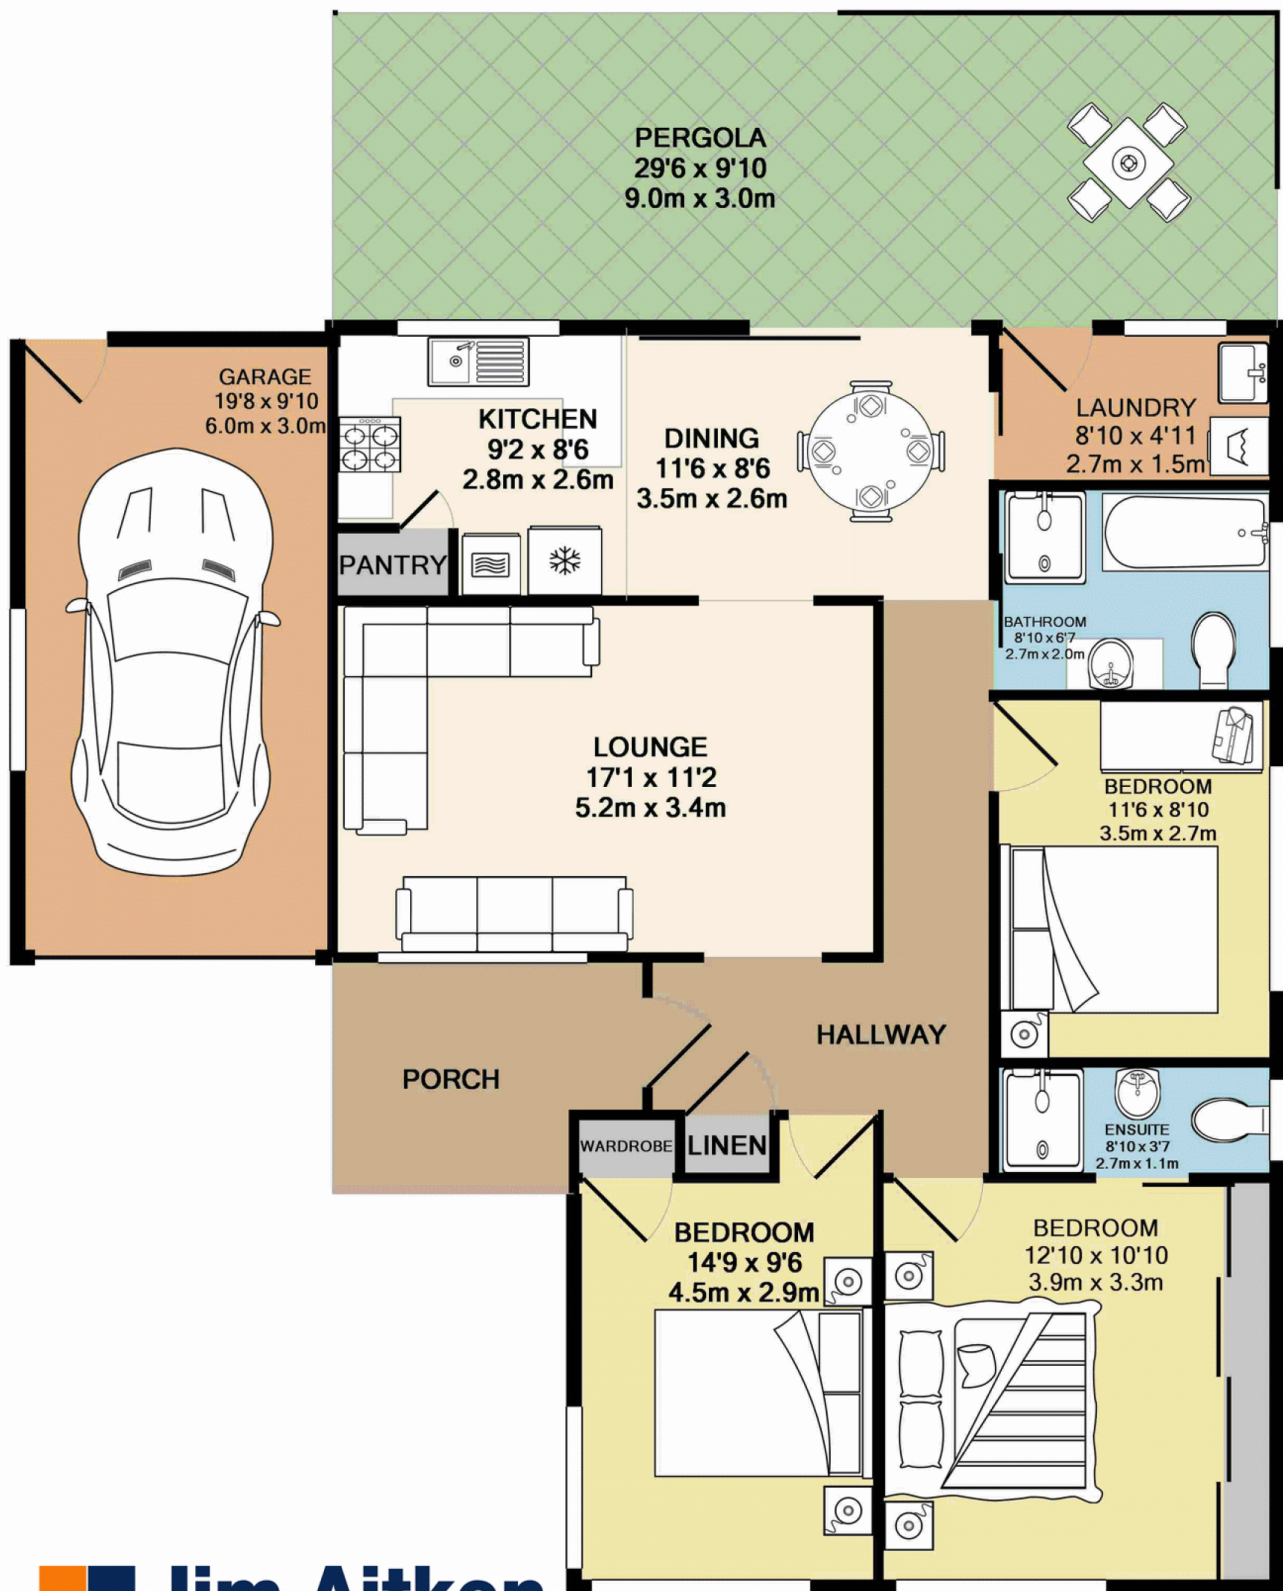 PERGOLA
29'6 x 9'10
9.0m x 3.0m
GARAGE
19'8 x 9'10
6.0m x 3.0m
KITCHEN
9'2 x 8'6
2.8m x 2.6m
DINING
11'6 x 8'6
3.5m x 2.6m
LAUNDRY
8'10 x 4'11
2.7m x 1.5m
PANTRY
BATHROOM
8'10 x 6'7
2.7m x 2.0m
LOUNGE
17'1 x 11'2
5.2m x 3.4m
BEDROOM
11'6 x 8'10
3.5m x 2.7m
HALLWAY
PORCH
ENSUITE
8'10 x 3'7
2.7m x 1.1m
WARDROBE
LINEN
BEDROOM
14'9 x 9'6
4.5m x 2.9m
BEDROOM
12'10 x 10'10
3.9m x 3.3m
Jim Aitken